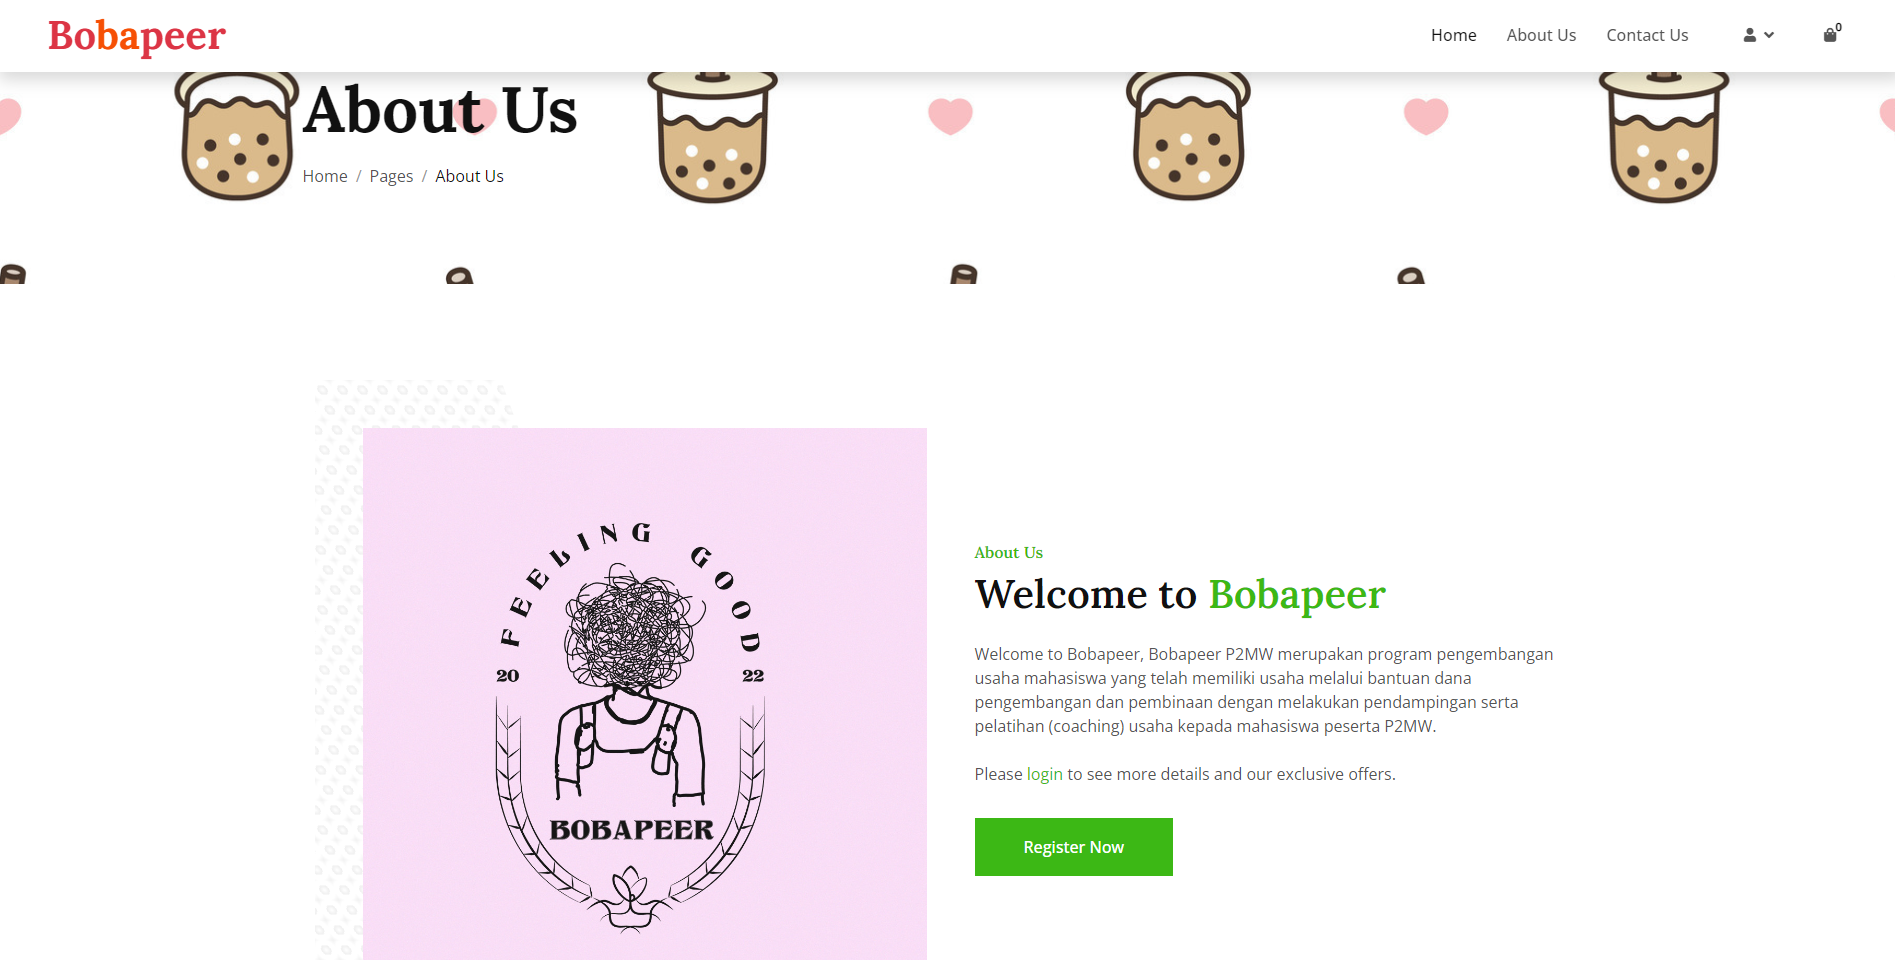 Bobapeer
Home About Us Contact Us 0
About Us
Home / Pages / About Us
FEELING GOOD
20 22
BOBAPEER
About Us
Welcome to Bobapeer
Welcome to Bobapeer, Bobapeer P2MW merupakan program pengembangan
usaha mahasiswa yang telah memiliki usaha melalui bantuan dana
pengembangan dan pembinaan dengan melakukan pendampingan serta
pelatihan (coaching) usaha kepada mahasiswa peserta P2MW.
Please login to see more details and our exclusive offers.
Register Now